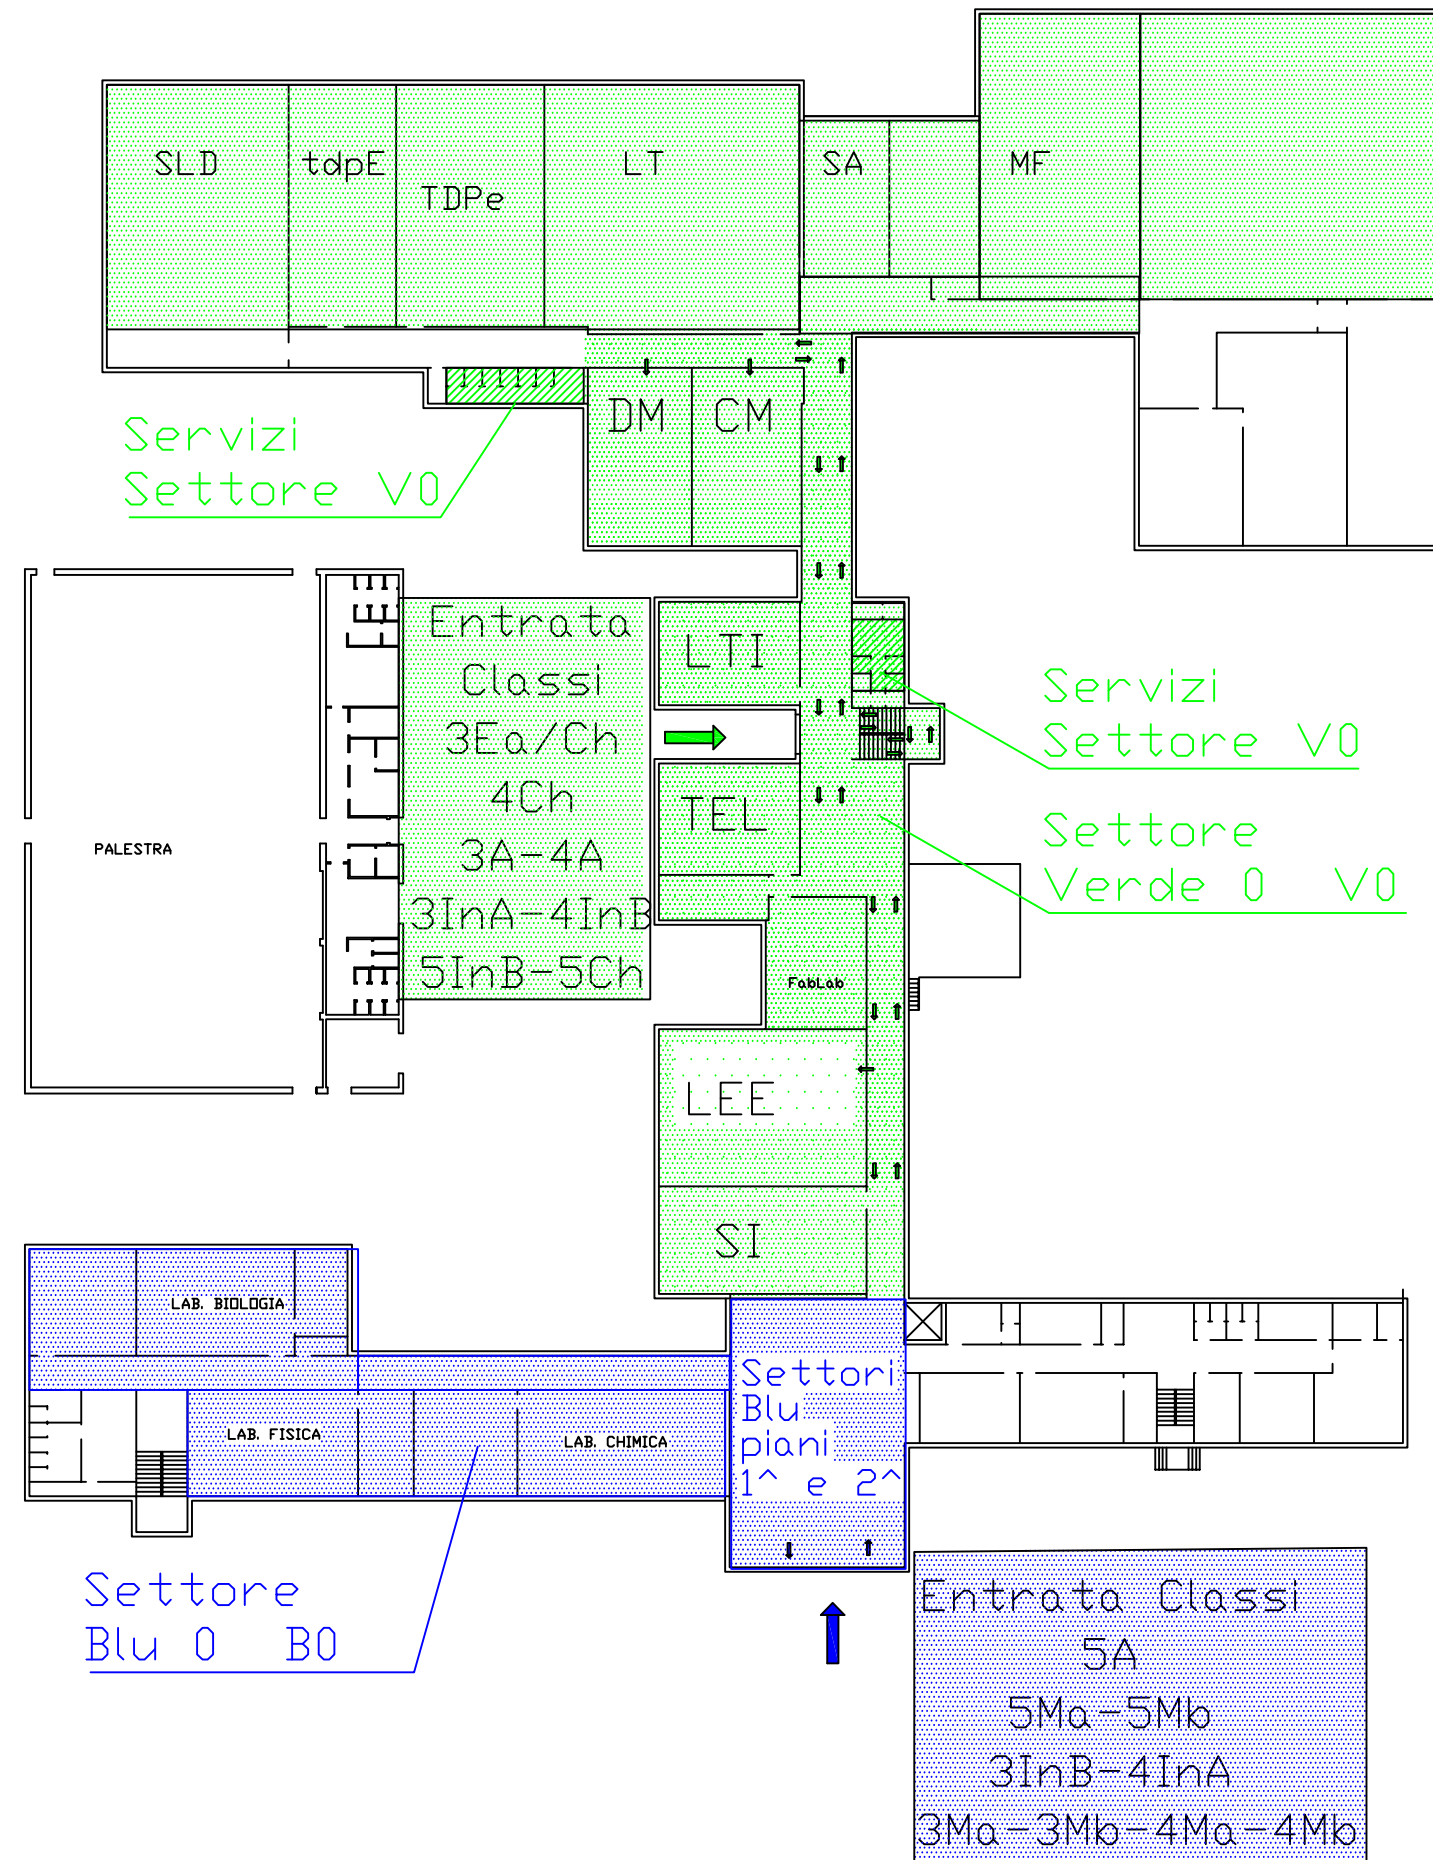 SLD
tdpE
TDPe
LT
SA
MF
DM
CM
Servizi
Settore V0
Entrata
Classi
3Ea/Ch
4Ch
3A-4A
3InA-4InB
5InB-5Ch
LTI
Servizi
Settore V0
TEL
Settore
Verde 0 V0
PALESTRA
FabLab
LEE
SI
LAB. BIOLOGIA
LAB. FISICA
LAB. CHIMICA
Settori
Blu
piani
1^ e 2^
Settore
Blu 0 B0
Entrata Classi
5A
5Ma-5Mb
3InB-4InA
3Ma-3Mb-4Ma-4Mb